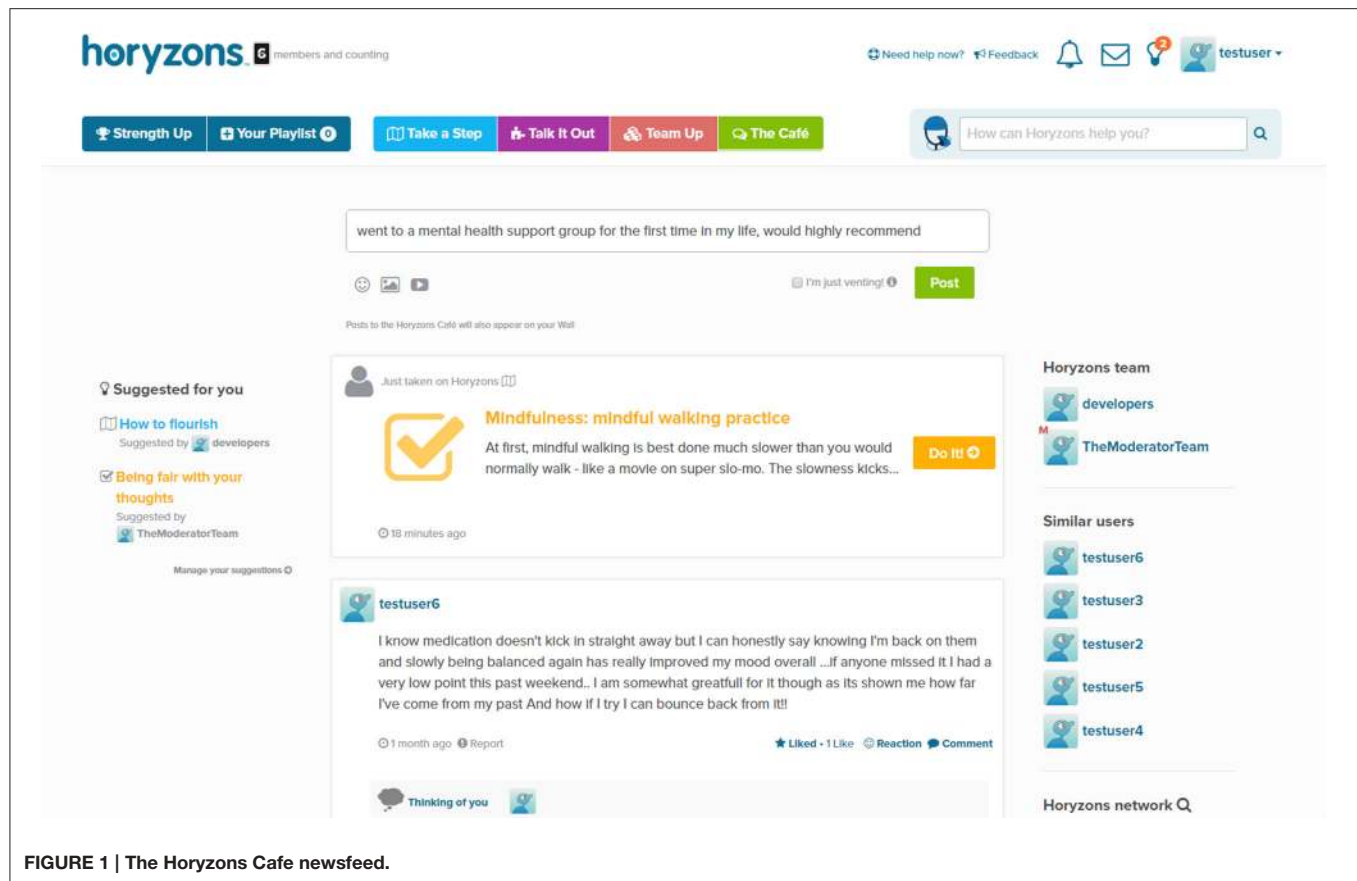 horyzons. 6 members and counting
Need help now? Feedback
2
testuser
Strength Up
Your Playlist 0
Take a Step
Talk It Out
Team Up
The Café
How can Horyzons help you?
went to a mental health support group for the first time in my life, would highly recommend
I'm just venting!
Post
Posts to the Horyzons Café will also appear on your Wall
Suggested for you
How to flourish
Suggested by developers
Being fair with your
thoughts
Suggested by
TheModeratorTeam
Manage your suggestions
Just taken on Horyzons
Mindfulness: mindful walking practice
At first, mindful walking is best done much slower than you would
normally walk - like a movie on super slo-mo. The slowness kicks...
Do It!
18 minutes ago
testuser6
I know medication doesn't kick in straight away but I can honestly say knowing I'm back on them
and slowly being balanced again has really improved my mood overall ...if anyone missed it I had a
very low point this past weekend.. I am somewhat greatfull for it though as its shown me how far
I've come from my past And how if I try I can bounce back from it!!
1 month ago Report
Liked • 1 Like Reaction Comment
Thinking of you
Horyzons team
developers
M
TheModeratorTeam
Similar users
testuser6
testuser3
testuser2
testuser5
testuser4
Horyzons network
FIGURE 1 | The Horyzons Cafe newsfeed.